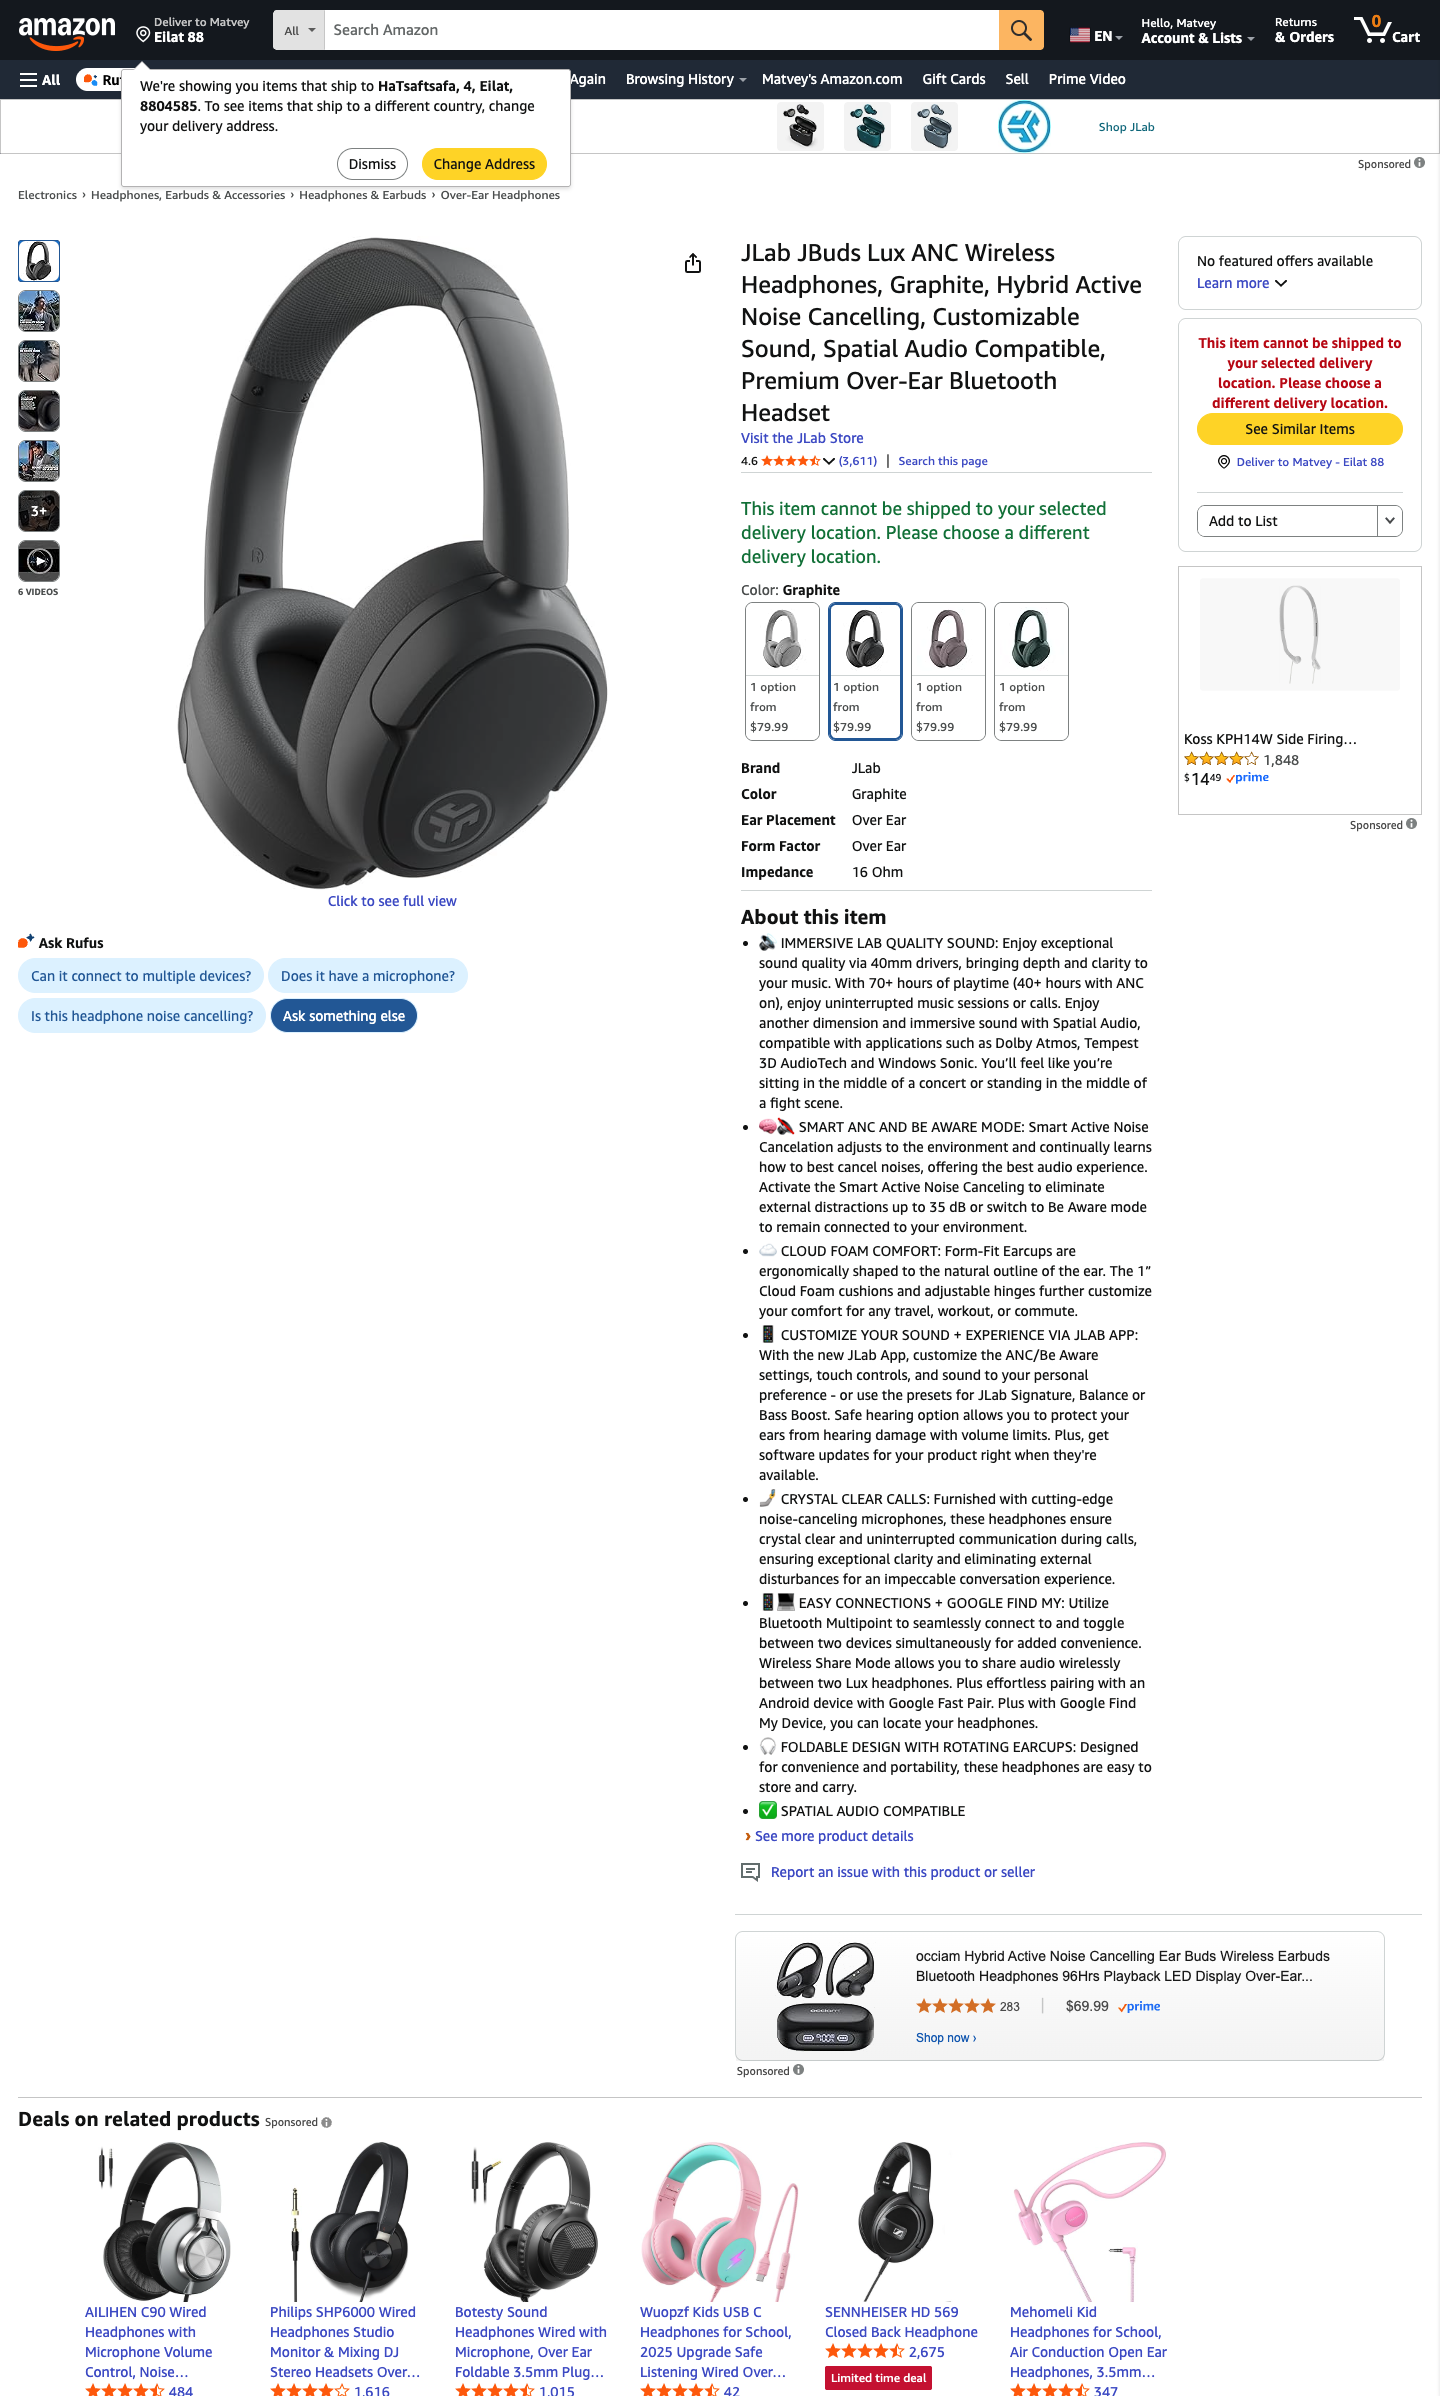 amazon
Deliver to Matvey
Eilat 88
All
Search Amazon
EN
Hello, Matvey
Account & Lists
Returns
& Orders
0
Cart
All
Ru
Again
Browsing History
Matvey's Amazon.com
Gift Cards
Sell
Prime Video
We're showing you items that ship to HaTsaftsafa, 4, Eilat,
8804585. To see items that ship to a different country, change
your delivery address.
Dismiss
Change Address
Shop JLab
Sponsored
Electronics › Headphones, Earbuds & Accessories › Headphones & Earbuds › Over-Ear Headphones
3+
6 VIDEOS
Click to see full view
Ask Rufus
Can it connect to multiple devices?
Does it have a microphone?
Is this headphone noise cancelling?
Ask something else
JLab JBuds Lux ANC Wireless
Headphones, Graphite, Hybrid Active
Noise Cancelling, Customizable
Sound, Spatial Audio Compatible,
Premium Over-Ear Bluetooth
Headset
Visit the JLab Store
4.6 (3,611) | Search this page
This item cannot be shipped to your selected
delivery location. Please choose a different
delivery location.
Color: Graphite
1 option
from
$79.99
1 option
from
$79.99
1 option
from
$79.99
1 option
from
$79.99
Brand JLab
Color Graphite
Ear Placement Over Ear
Form Factor Over Ear
Impedance 16 Ohm
About this item
• IMMERSIVE LAB QUALITY SOUND: Enjoy exceptional
sound quality via 40mm drivers, bringing depth and clarity to
your music. With 70+ hours of playtime (40+ hours with ANC
on), enjoy uninterrupted music sessions or calls. Enjoy
another dimension and immersive sound with Spatial Audio,
compatible with applications such as Dolby Atmos, Tempest
3D AudioTech and Windows Sonic. You’ll feel like you’re
sitting in the middle of a concert or standing in the middle of
a fight scene.
• SMART ANC AND BE AWARE MODE: Smart Active Noise
Cancelation adjusts to the environment and continually learns
how to best cancel noises, offering the best audio experience.
Activate the Smart Active Noise Canceling to eliminate
external distractions up to 35 dB or switch to Be Aware mode
to remain connected to your environment.
• CLOUD FOAM COMFORT: Form-Fit Earcups are
ergonomically shaped to the natural outline of the ear. The 1”
Cloud Foam cushions and adjustable hinges further customize
your comfort for any travel, workout, or commute.
• CUSTOMIZE YOUR SOUND + EXPERIENCE VIA JLAB APP:
With the new JLab App, customize the ANC/Be Aware
settings, touch controls, and sound to your personal
preference - or use the presets for JLab Signature, Balance or
Bass Boost. Safe hearing option allows you to protect your
ears from hearing damage with volume limits. Plus, get
software updates for your product right when they're
available.
• CRYSTAL CLEAR CALLS: Furnished with cutting-edge
noise-canceling microphones, these headphones ensure
crystal clear and uninterrupted communication during calls,
ensuring exceptional clarity and eliminating external
disturbances for an impeccable conversation experience.
• EASY CONNECTIONS + GOOGLE FIND MY: Utilize
Bluetooth Multipoint to seamlessly connect to and toggle
between two devices simultaneously for added convenience.
Wireless Share Mode allows you to share audio wirelessly
between two Lux headphones. Plus effortless pairing with an
Android device with Google Fast Pair. Plus with Google Find
My Device, you can locate your headphones.
• FOLDABLE DESIGN WITH ROTATING EARCUPS: Designed
for convenience and portability, these headphones are easy to
store and carry.
• SPATIAL AUDIO COMPATIBLE
› See more product details
Report an issue with this product or seller
No featured offers available
Learn more
This item cannot be shipped to
your selected delivery
location. Please choose a
different delivery location.
See Similar Items
Deliver to Matvey - Eilat 88
Add to List
Koss KPH14W Side Firing...
1,848
$14 49 prime
Sponsored
occiam Hybrid Active Noise Cancelling Ear Buds Wireless Earbuds
Bluetooth Headphones 96Hrs Playback LED Display Over-Ear...
283 | $69.99 prime
Shop now ›
Sponsored
Deals on related products Sponsored
AILIHEN C90 Wired
Headphones with
Microphone Volume
Control, Noise...
484
Philips SHP6000 Wired
Headphones Studio
Monitor & Mixing DJ
Stereo Headsets Over...
1,616
Botesty Sound
Headphones Wired with
Microphone, Over Ear
Foldable 3.5mm Plug...
1,015
Wuopzf Kids USB C
Headphones for School,
2025 Upgrade Safe
Listening Wired Over...
42
SENNHEISER HD 569
Closed Back Headphone
2,675
Limited time deal
Mehomeli Kid
Headphones for School,
Air Conduction Open Ear
Headphones, 3.5mm...
347